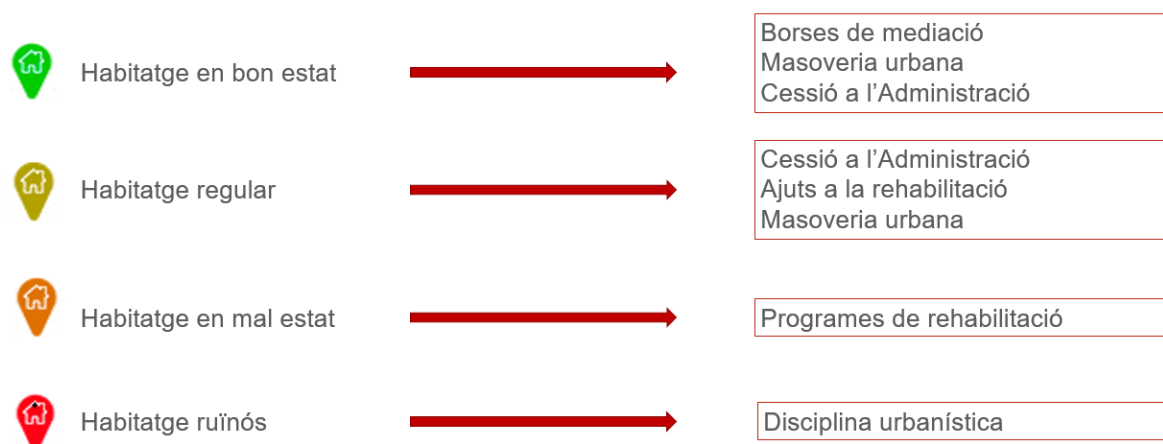 Habitatge en bon estat
Borses de mediació
Masoveria urbana
Cessió a l’Administració
Habitatge regular
Cessió a l’Administració
Ajuts a la rehabilitació
Masoveria urbana
Habitatge en mal estat
Programes de rehabilitació
Habitatge ruïnós
Disciplina urbanística